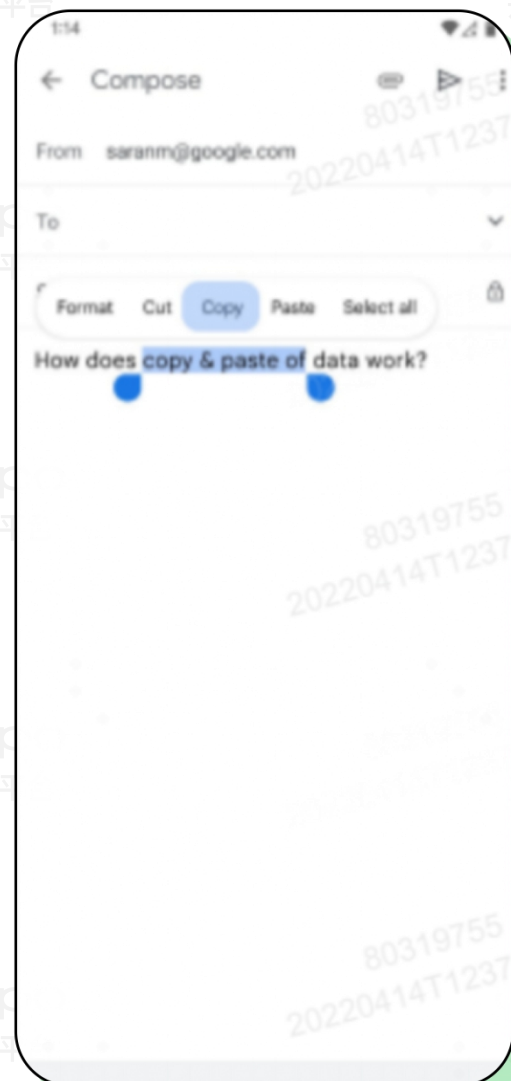 1:14
Compose
From saranm@google.com
To
Format Cut Copy Paste Select all
How does copy & paste of data work?
80319755
20220414T1237
80319755
20220414T1237
80319755
20220414T1237